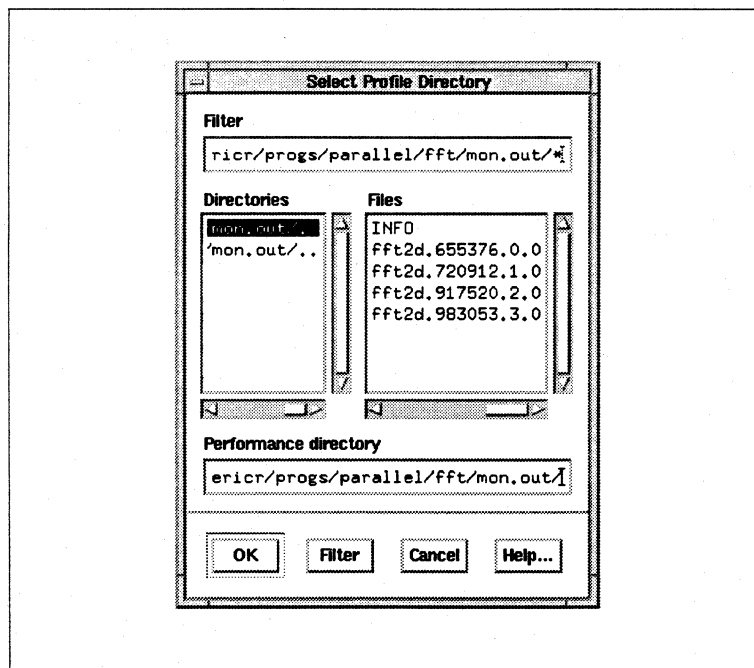 Select Profile Directory
Filter
ricr/progs/parallel/fft/mon.out/*
Directories
Files
mon.out/.
'mon.out/..
INFO
fft2d.655376.0.0
fft2d.720912.1.0
fft2d.917520.2.0
fft2d.983053.3.0
Performance directory
ericr/progs/parallel/fft/mon.out/
OK
Filter
Cancel
Help...